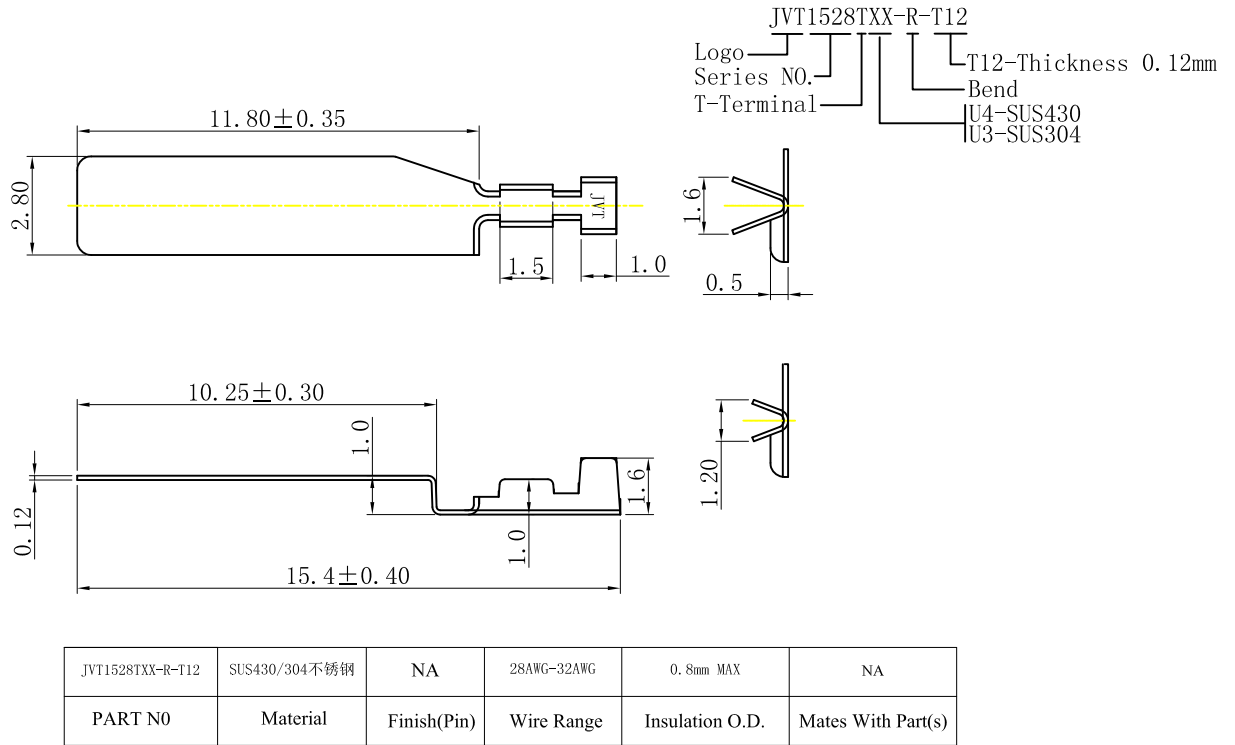 JVT1528TXX-R-T12
Logo
Series NO.
T-Terminal
T12-Thickness 0.12mm
Bend
U4-SUS430
U3-SUS304
11.80±0.35
2.80
JVT
1.5
1.0
1.6
0.5
10.25±0.30
1.0
0.12
1.0
1.6
15.4±0.40
1.20
JVT1528TXX-R-T12 SUS430/304不锈钢 NA 28AWG-32AWG 0.8mm MAX NA
PART N0 Material Finish(Pin) Wire Range Insulation O.D. Mates With Part(s)